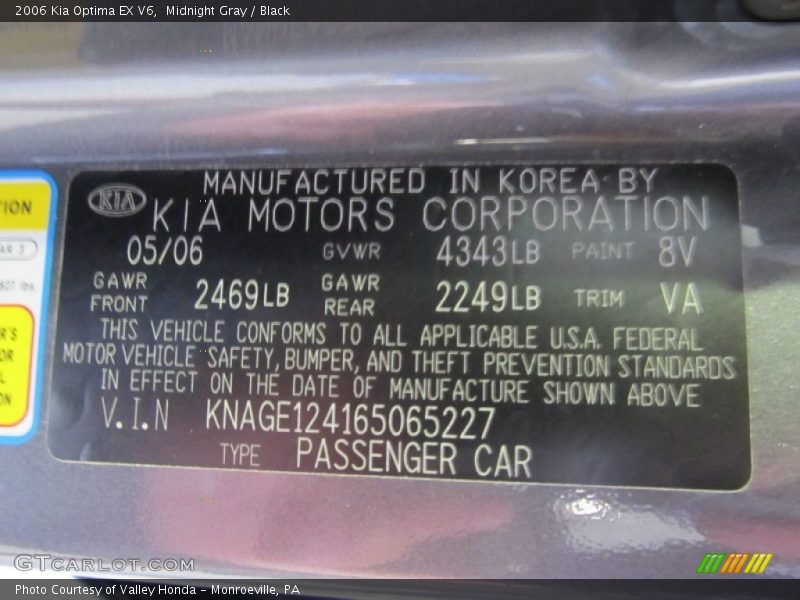 2006 Kia Optima EX V6, Midnight Gray / Black
MANUFACTURED IN KOREA BY
KIA KIA MOTORS CORPORATION
05/06 GVWR 4343LB PAINT 8V
GAWR FRONT 2469LB GAWR REAR 2249LB TRIM VA
THIS VEHICLE CONFORMS TO ALL APPLICABLE U.S.A. FEDERAL
MOTOR VEHICLE SAFETY, BUMPER, AND THEFT PREVENTION STANDARDS
IN EFFECT ON THE DATE OF MANUFACTURE SHOWN ABOVE
V.I.N KNAGE124165065227
TYPE PASSENGER CAR
GTCARLOT.COM
Photo Courtesy of Valley Honda - Monroeville, PA